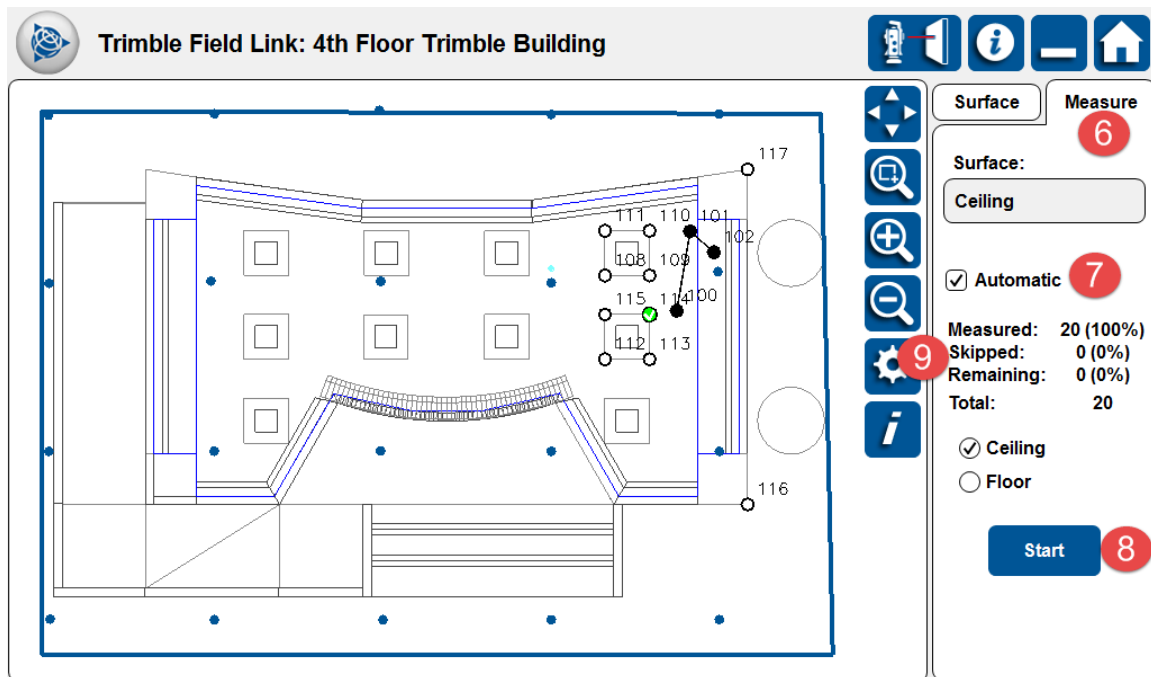 Trimble Field Link: 4th Floor Trimble Building
Surface
Measure
6
Surface:
Ceiling
Automatic
7
Measured: 20 (100%)
Skipped: 0 (0%)
9
Remaining: 0 (0%)
Total: 20
Ceiling
Floor
Start
8
117
111 110 101
102
108 109
115 114 100
112 113
116